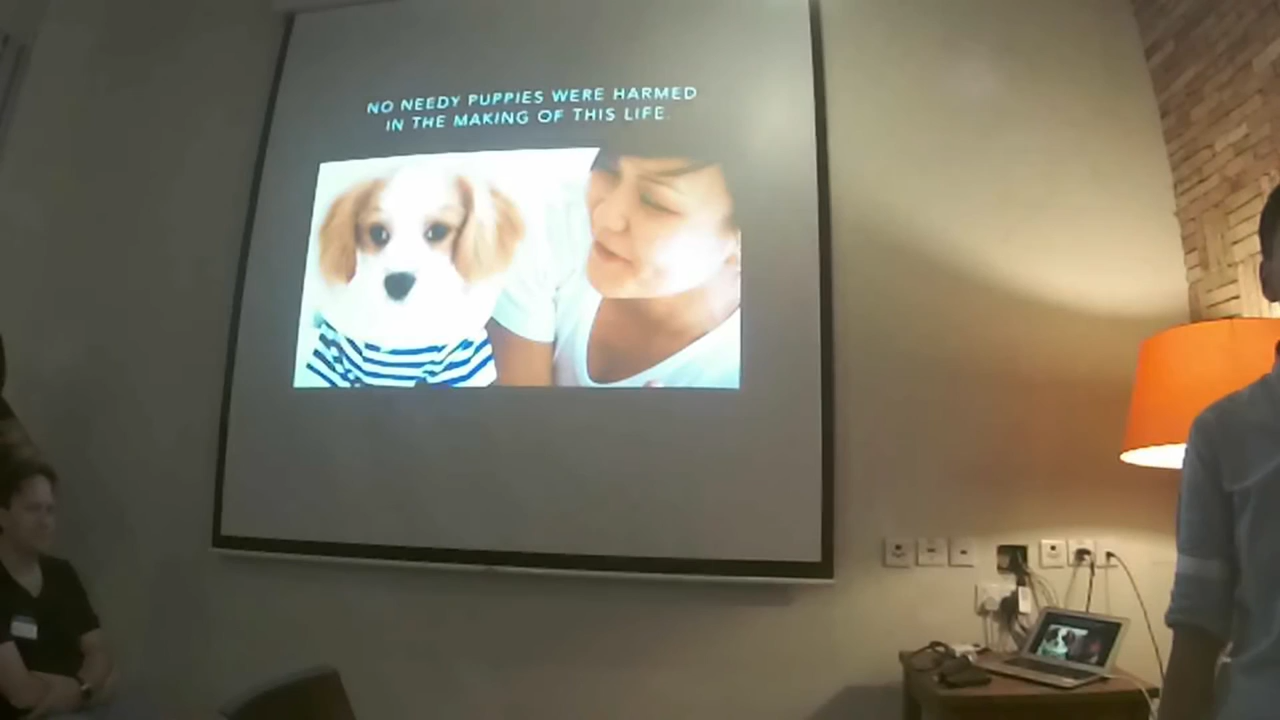 NO NEEDY PUPPIES WERE HARMED
IN THE MAKING OF THIS LIFE.